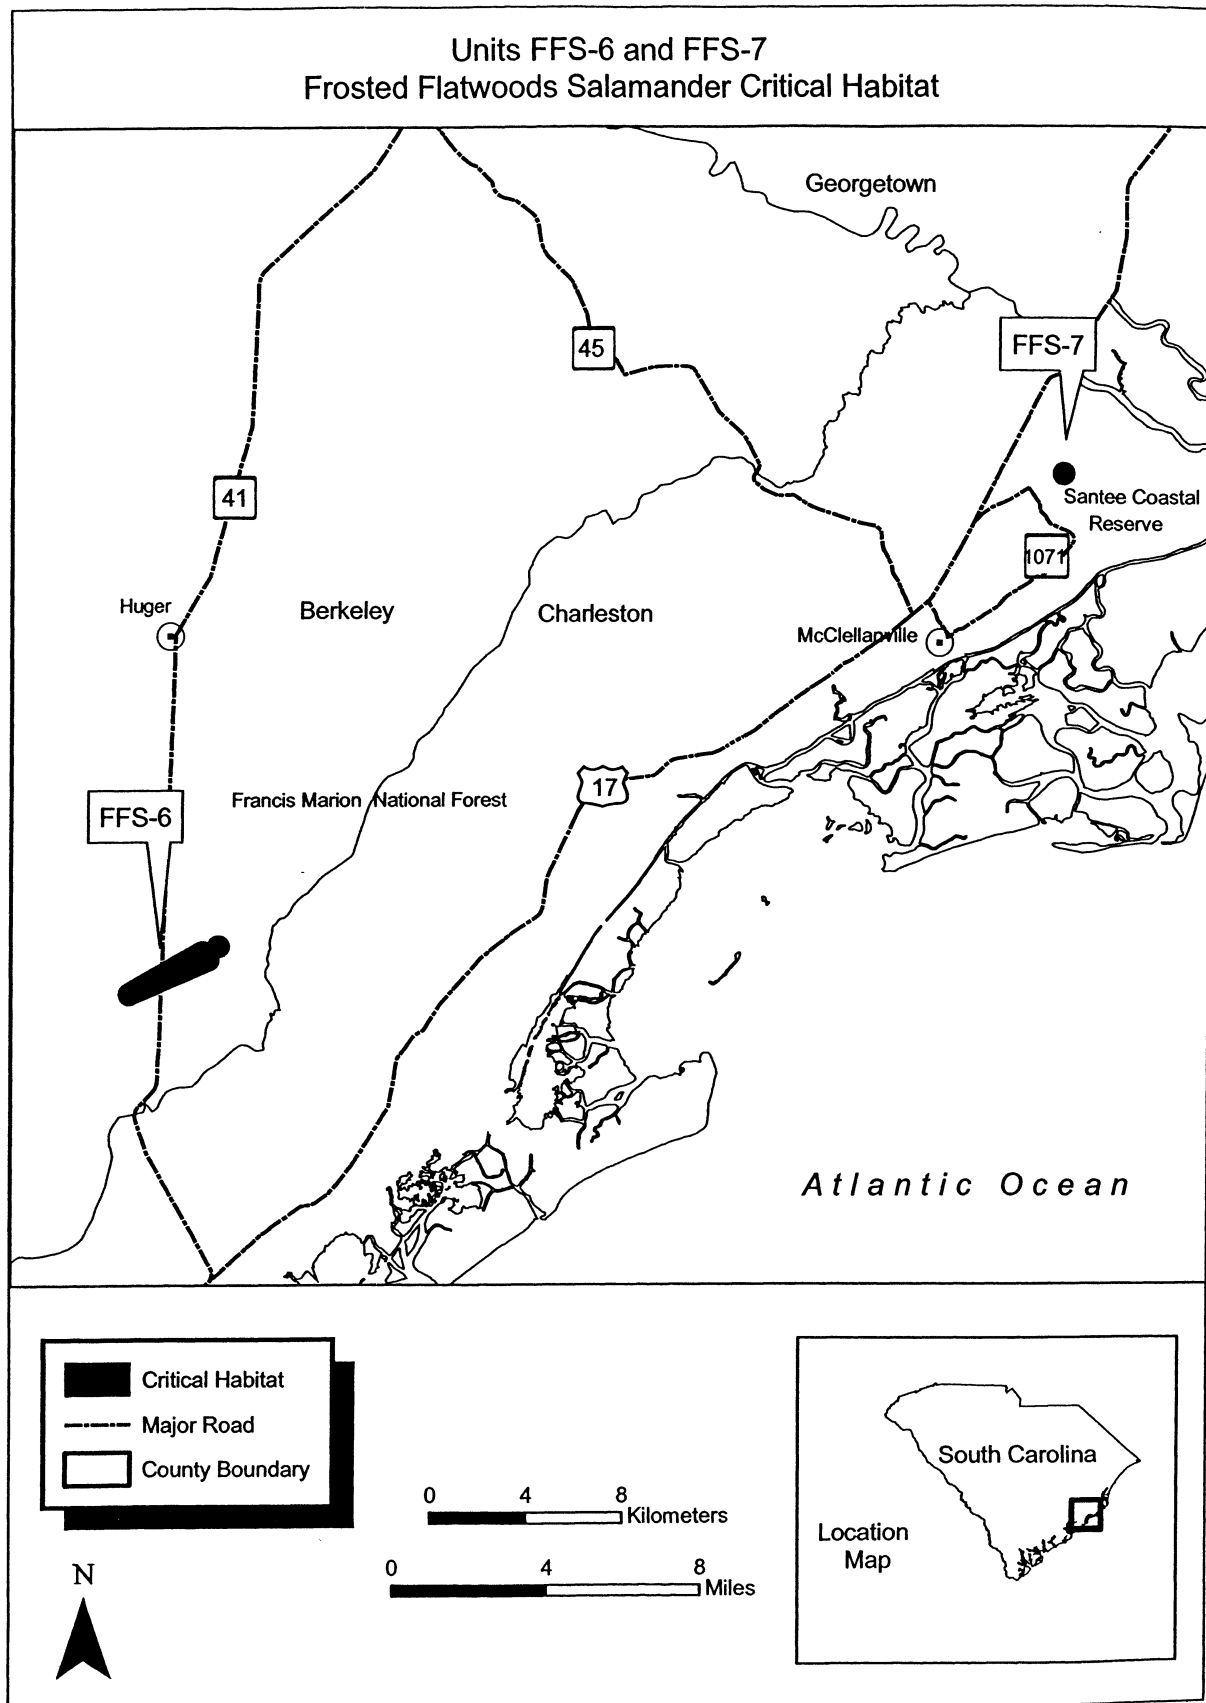 Units FFS-6 and FFS-7
Frosted Flatwoods Salamander Critical Habitat
Georgetown
FFS-7
45
41
Santee Coastal
Reserve
1071
Huger
Berkeley
Charleston
McClellanville
17
Francis Marion National Forest
FFS-6
Atlantic Ocean
Critical Habitat
Major Road
County Boundary
0 4 8
Kilometers
0 4 8
Miles
N
South Carolina
Location
Map